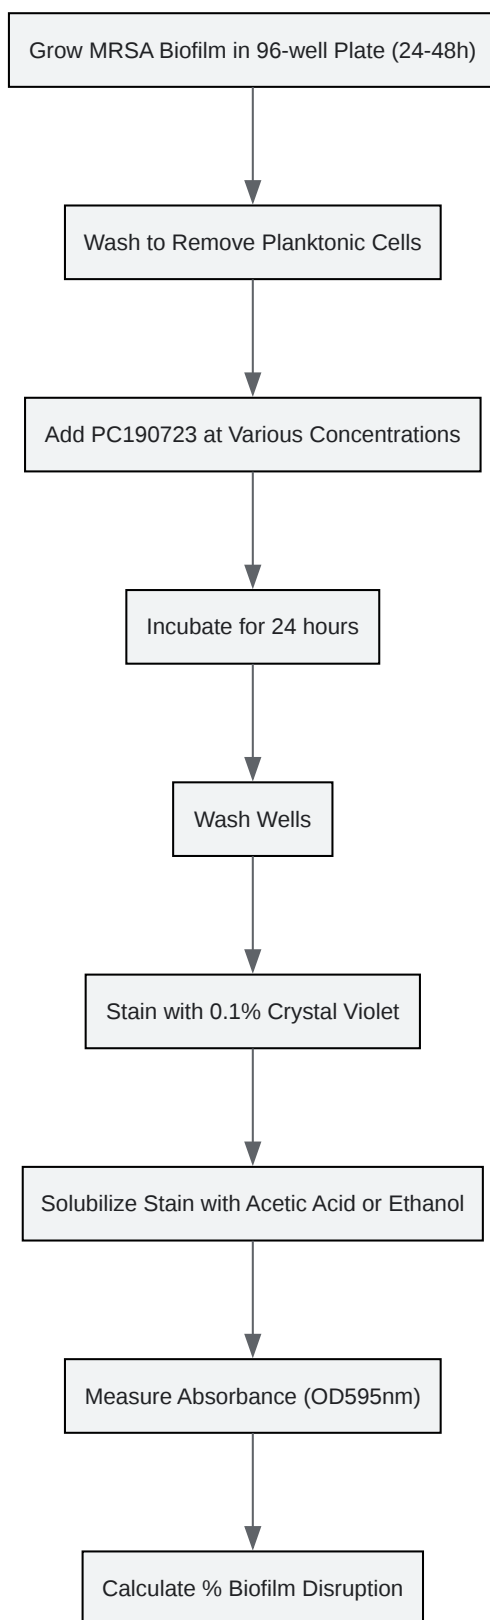 Grow MRSA Biofilm in 96-well Plate (24-48h)
Wash to Remove Planktonic Cells
Add PC190723 at Various Concentrations
Incubate for 24 hours
Wash Wells
Stain with 0.1% Crystal Violet
Solubilize Stain with Acetic Acid or Ethanol
Measure Absorbance (OD595nm)
Calculate % Biofilm Disruption